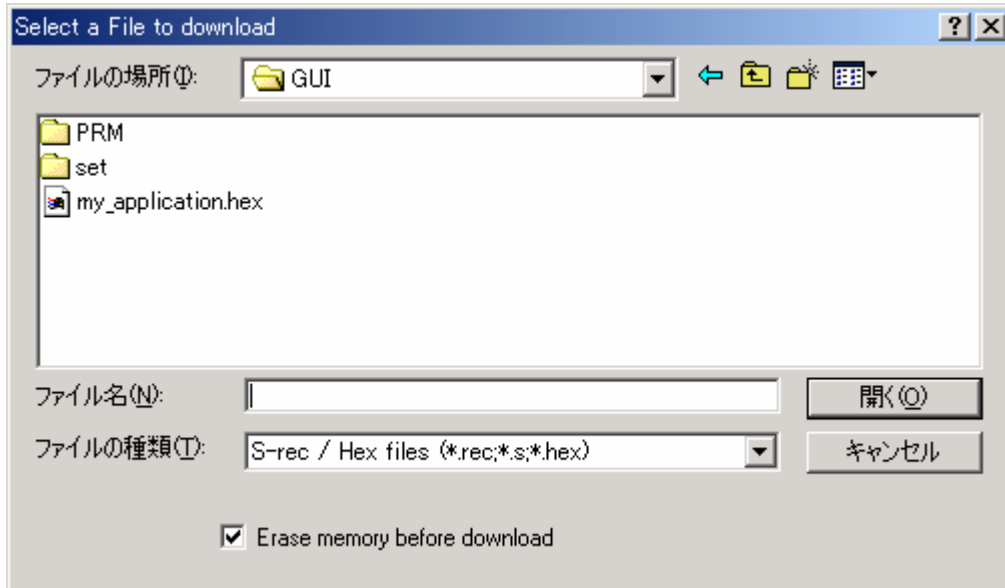 Select a File to download
ファイルの場所(I):
GUI
PRM
set
my_application.hex
ファイル名(N):
開く(O)
ファイルの種類(T):
S-rec / Hex files (*.rec;*.s;*.hex)
キャンセル
Erase memory before download